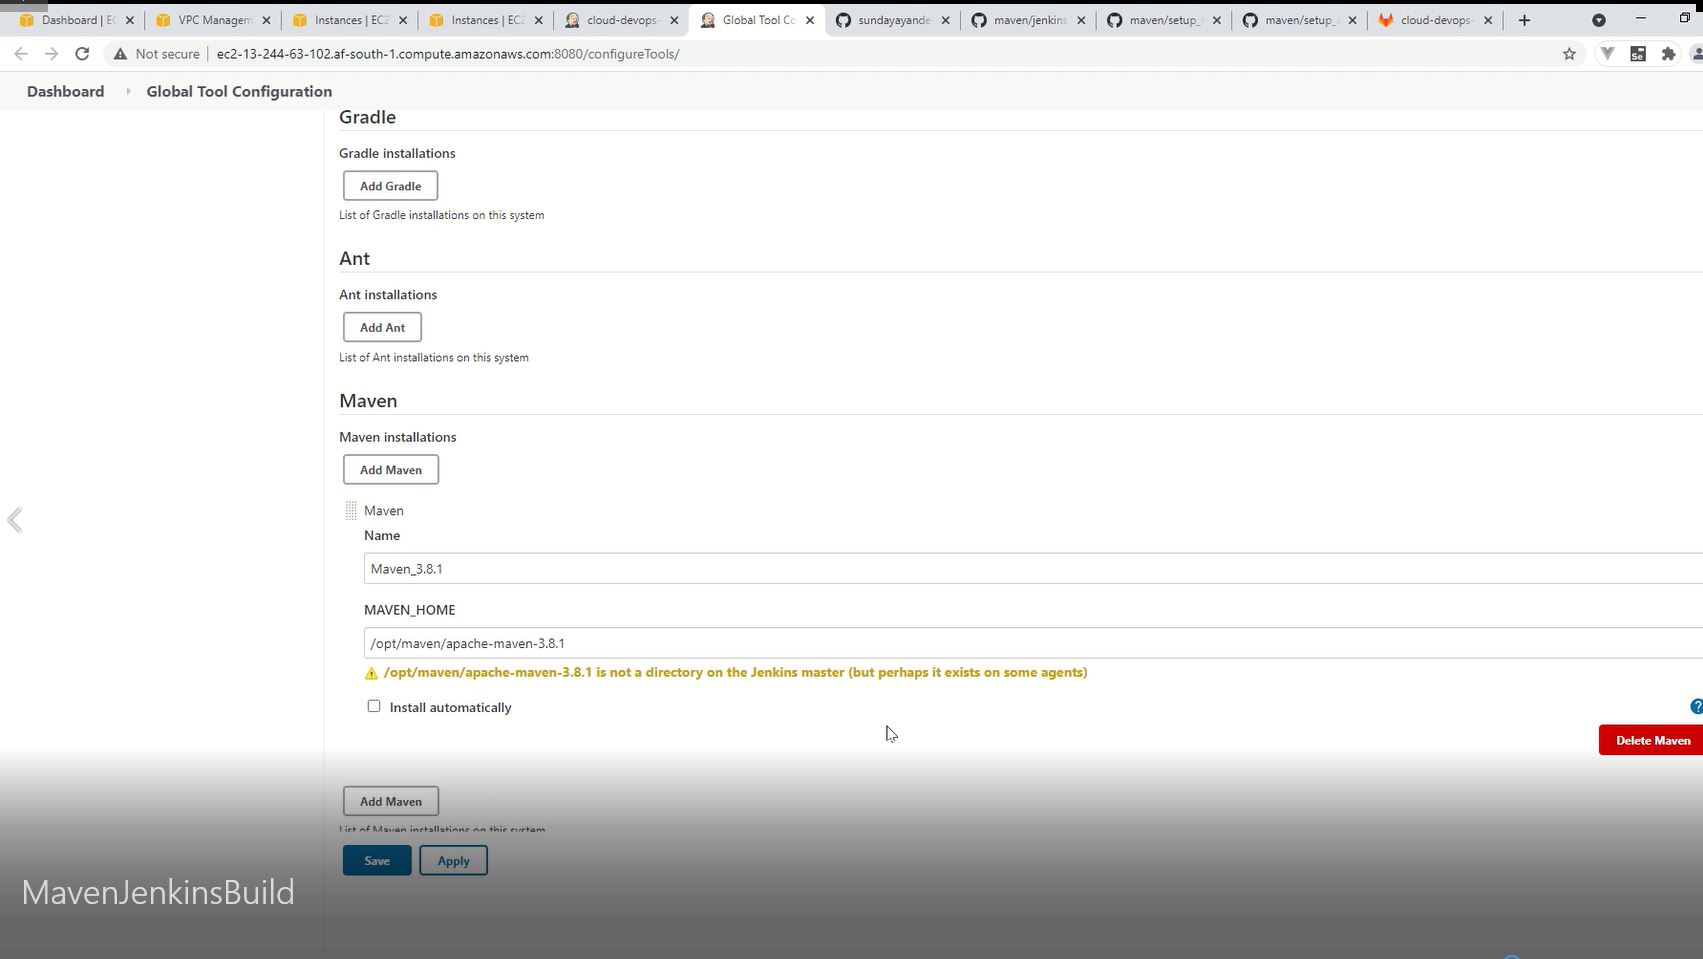 Dashboard | EC
VPC Managem
Instances | EC2
Instances | EC2
cloud-devops-
Global Tool Co
sundayayande
maven/jenkins
maven/setup_
maven/setup_
cloud-devops-
Not secure
ec2-13-244-63-102.af-south-1.compute.amazonaws.com:8080/configureTools/
Dashboard
Global Tool Configuration
Gradle
Gradle installations
Add Gradle
List of Gradle installations on this system
Ant
Ant installations
Add Ant
List of Ant installations on this system
Maven
Maven installations
Add Maven
Maven
Name
Maven_3.8.1
MAVEN_HOME
/opt/maven/apache-maven-3.8.1
/opt/maven/apache-maven-3.8.1 is not a directory on the Jenkins master (but perhaps it exists on some agents)
Install automatically
?
Delete Maven
Add Maven
List of Maven installations on this system
Save
Apply
MavenJenkinsBuild